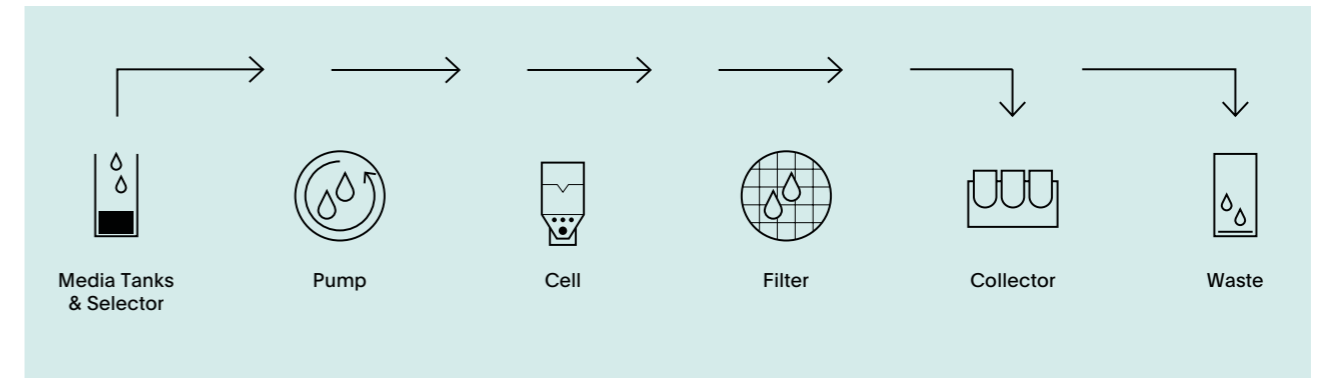 Media Tanks
& Selector
Pump
Cell
Filter
Collector
Waste